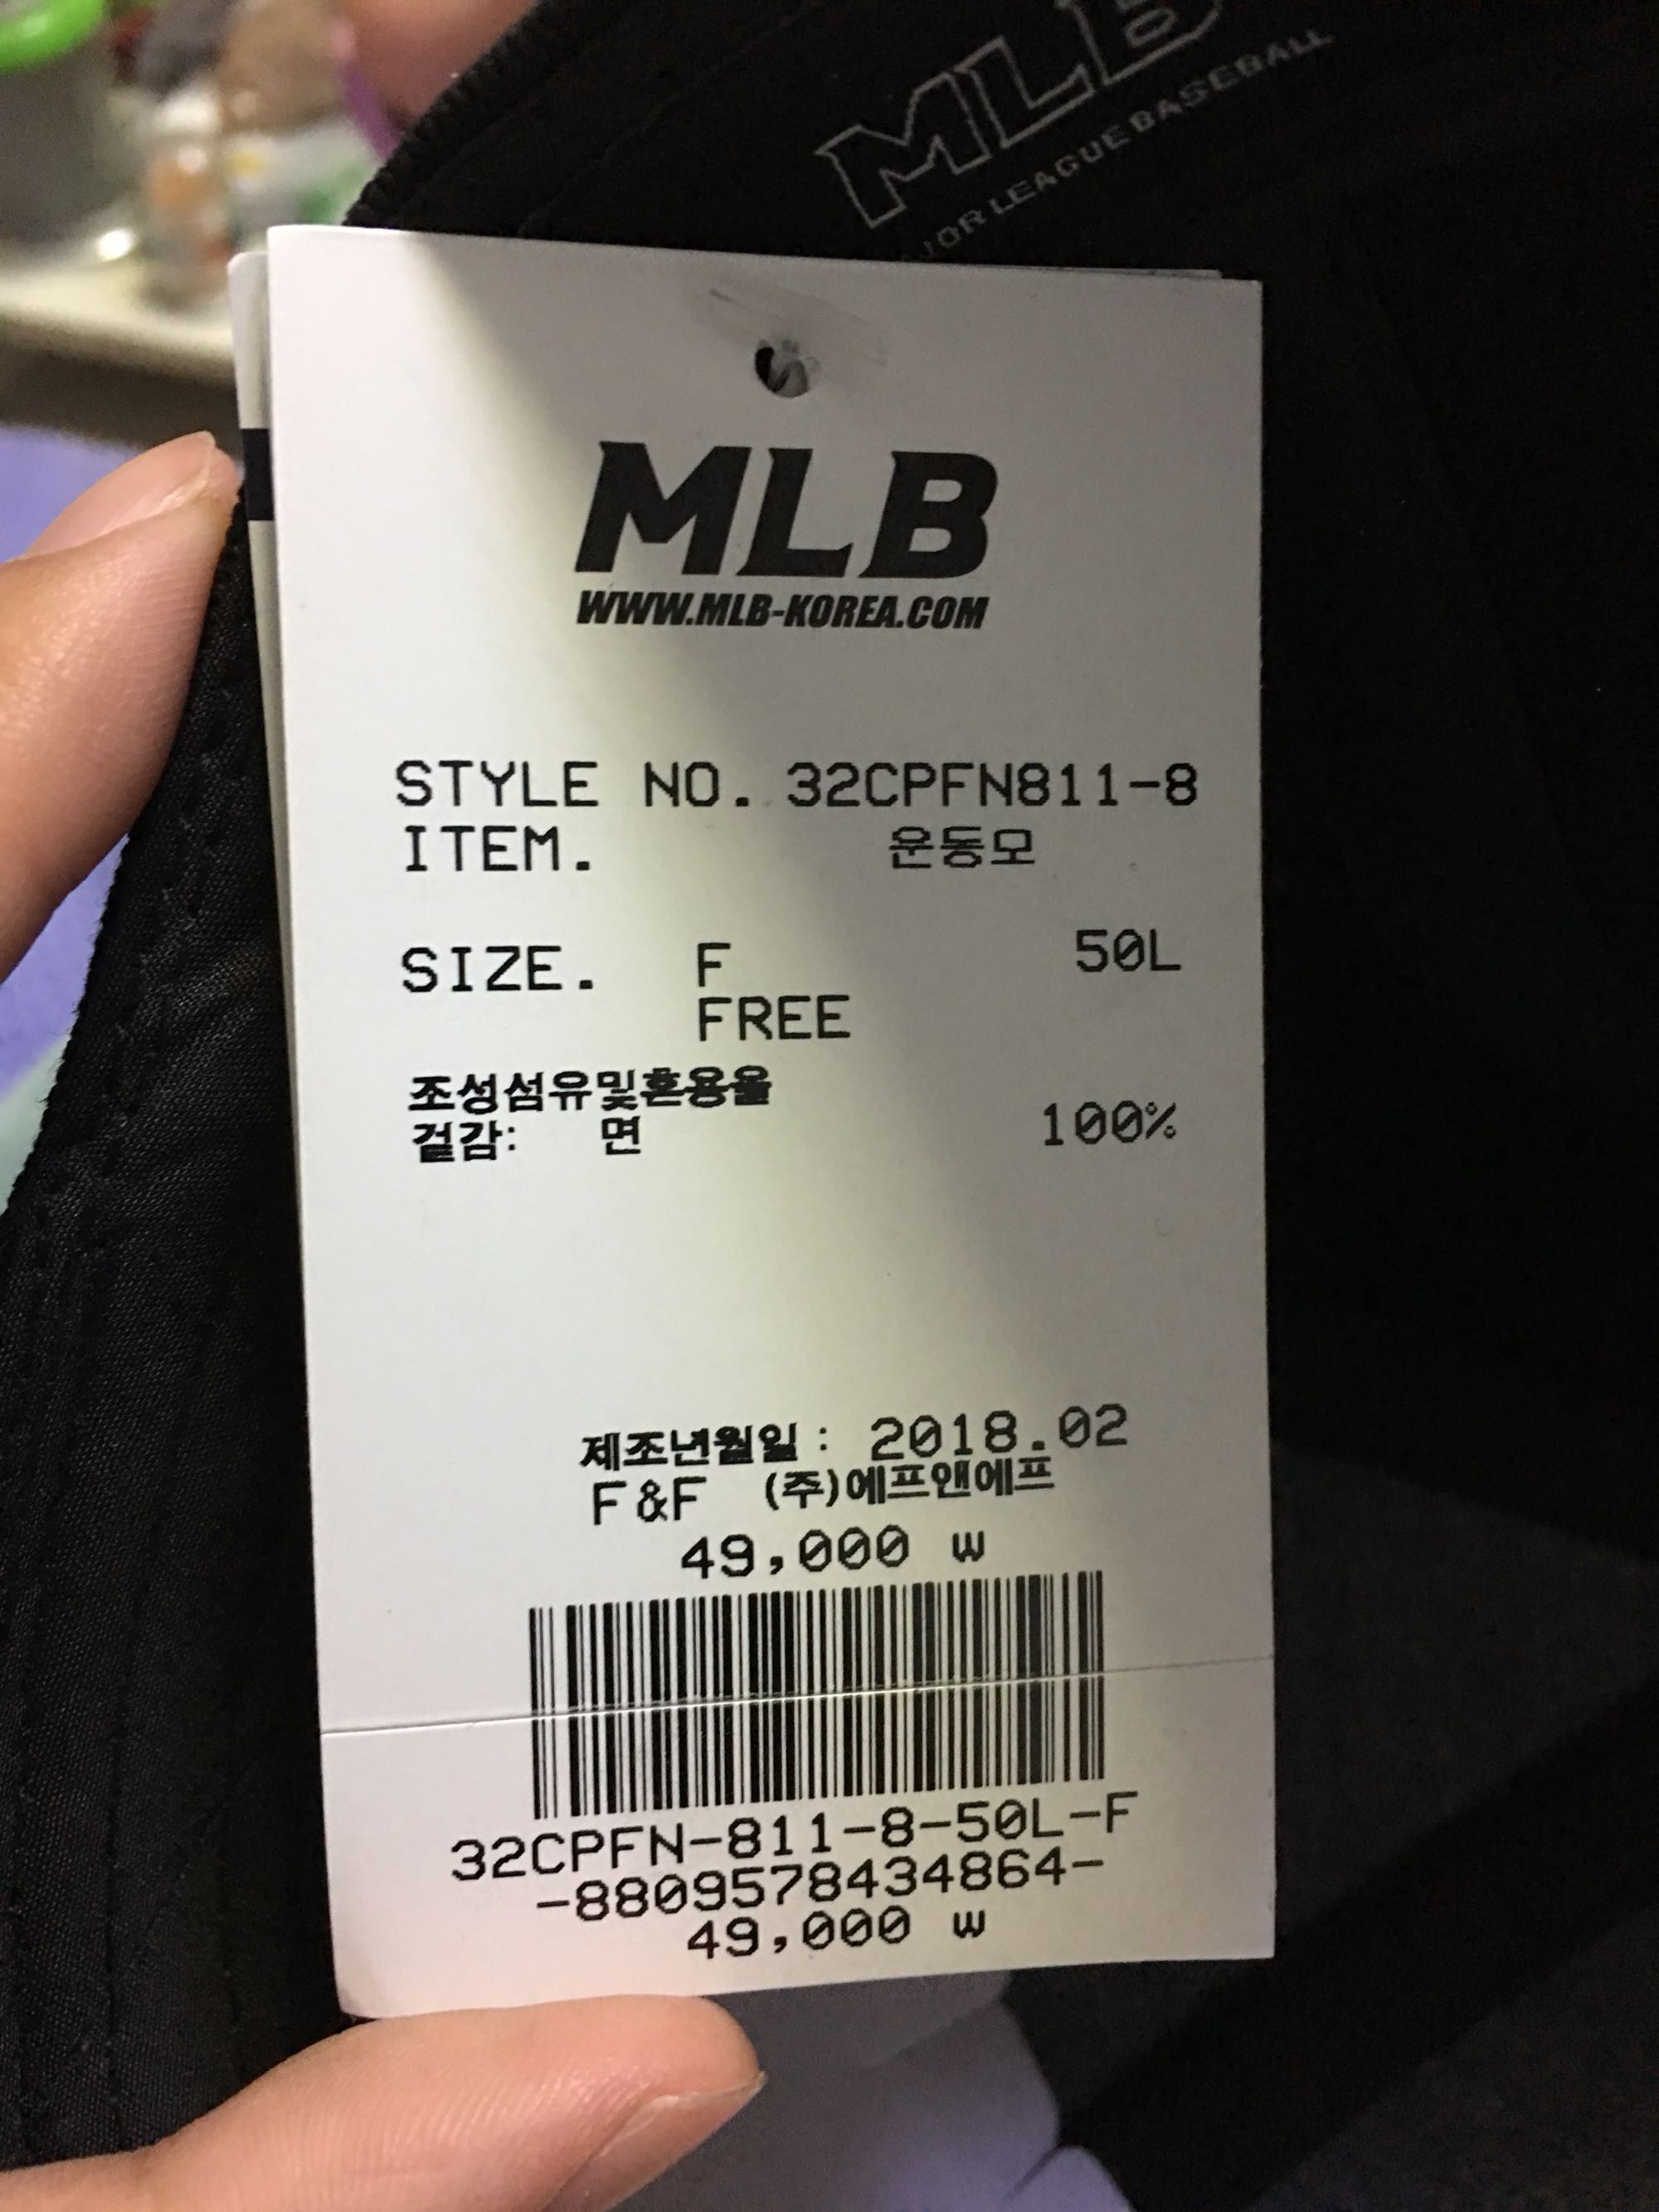 MLB
JOR LEAGUE BASEBALL
MLB
WWW.MLB-KOREA.COM
STYLE NO. 32CPFN811-8
ITEM. 운동모
SIZE. F 50L
FREE
조성섬유및혼용율
겉감: 면 100%
제조년월일 : 2018.02
F&F (주)에프앤에프
49,000 w
32CPFN-811-8-50L-F
-8809578434864-
49,000 w